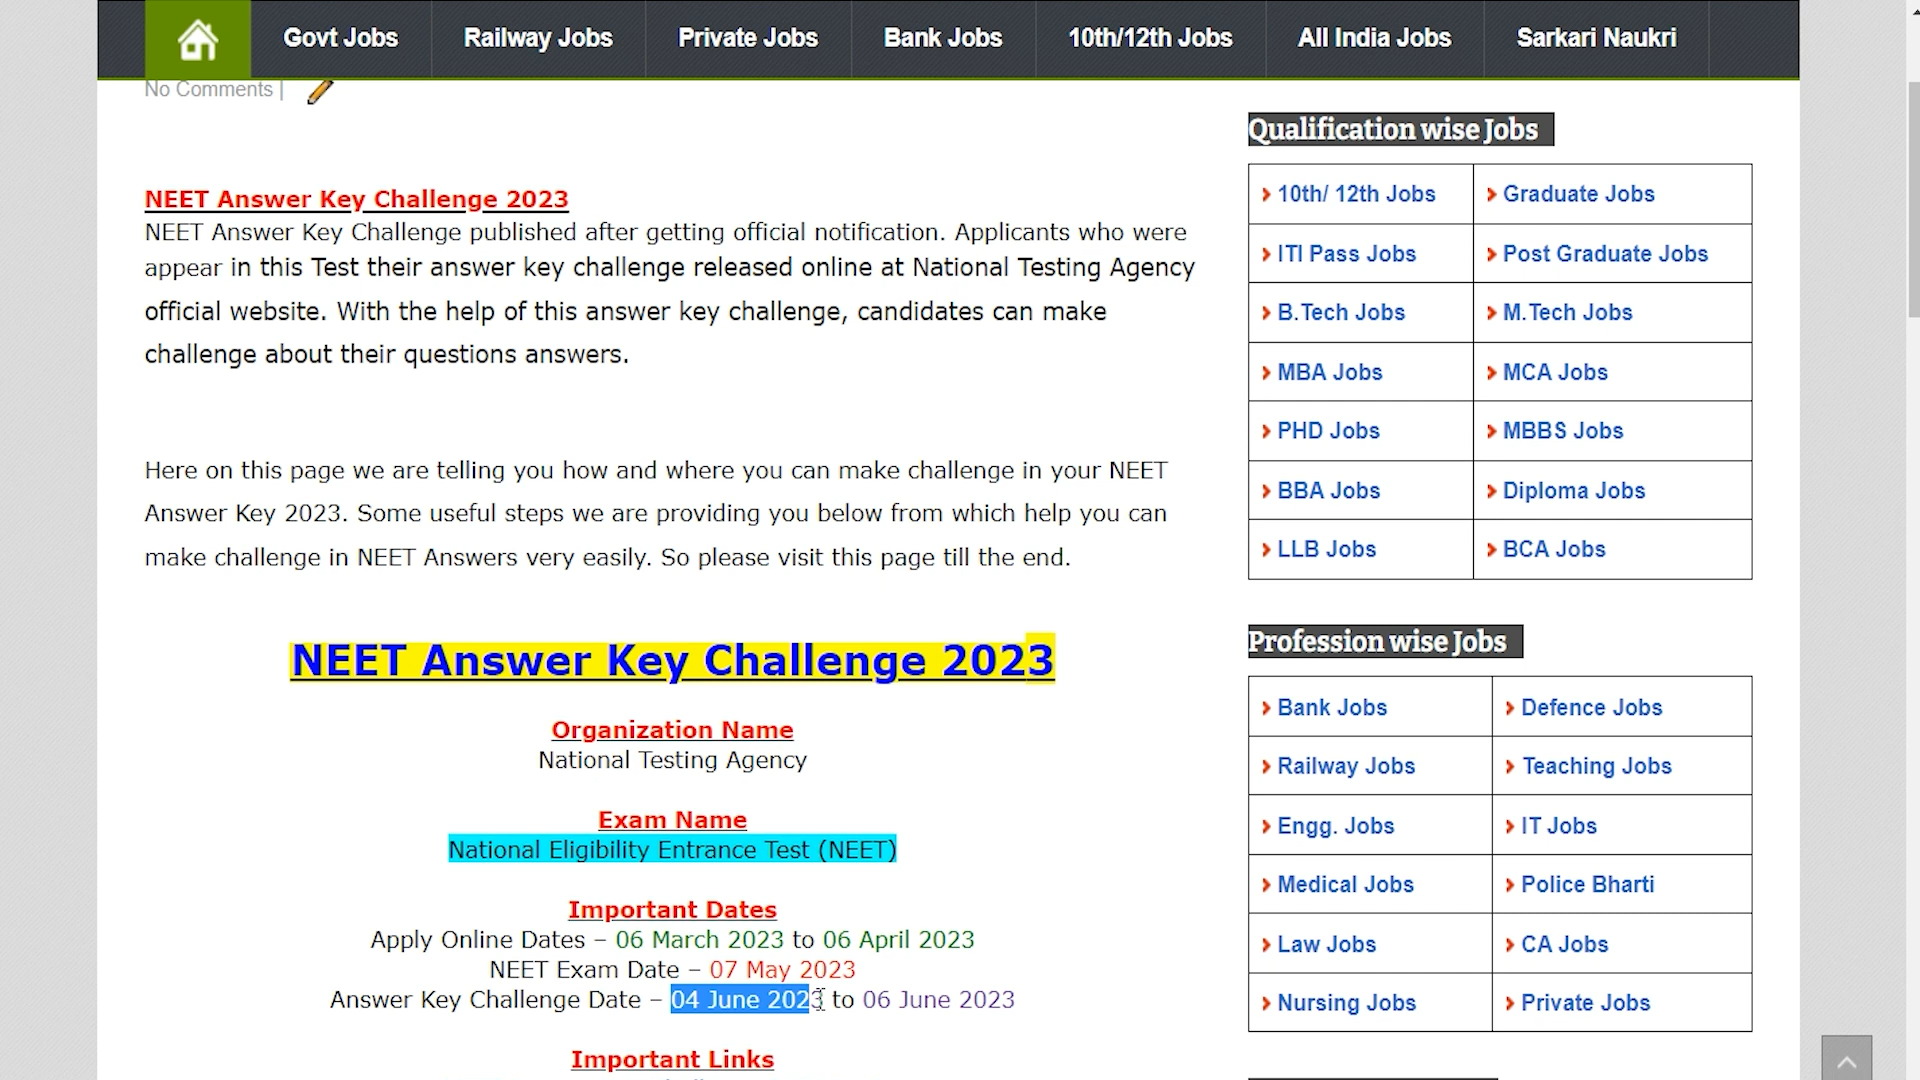 Govt Jobs Railway Jobs Private Jobs Bank Jobs 10th/12th Jobs All India Jobs Sarkari Naukri
No Comments |
NEET Answer Key Challenge 2023
NEET Answer Key Challenge published after getting official notification. Applicants who were
appear in this Test their answer key challenge released online at National Testing Agency
official website. With the help of this answer key challenge, candidates can make
challenge about their questions answers.
Here on this page we are telling you how and where you can make challenge in your NEET
Answer Key 2023. Some useful steps we are providing you below from which help you can
make challenge in NEET Answers very easily. So please visit this page till the end.
NEET Answer Key Challenge 2023
Organization Name
National Testing Agency
Exam Name
National Eligibility Entrance Test (NEET)
Important Dates
Apply Online Dates – 06 March 2023 to 06 April 2023
NEET Exam Date – 07 May 2023
Answer Key Challenge Date – 04 June 2023 to 06 June 2023
Important Links
Qualification wise Jobs
10th/ 12th Jobs Graduate Jobs
ITI Pass Jobs Post Graduate Jobs
B.Tech Jobs M.Tech Jobs
MBA Jobs MCA Jobs
PHD Jobs MBBS Jobs
BBA Jobs Diploma Jobs
LLB Jobs BCA Jobs
Profession wise Jobs
Bank Jobs Defence Jobs
Railway Jobs Teaching Jobs
Engg. Jobs IT Jobs
Medical Jobs Police Bharti
Law Jobs CA Jobs
Nursing Jobs Private Jobs